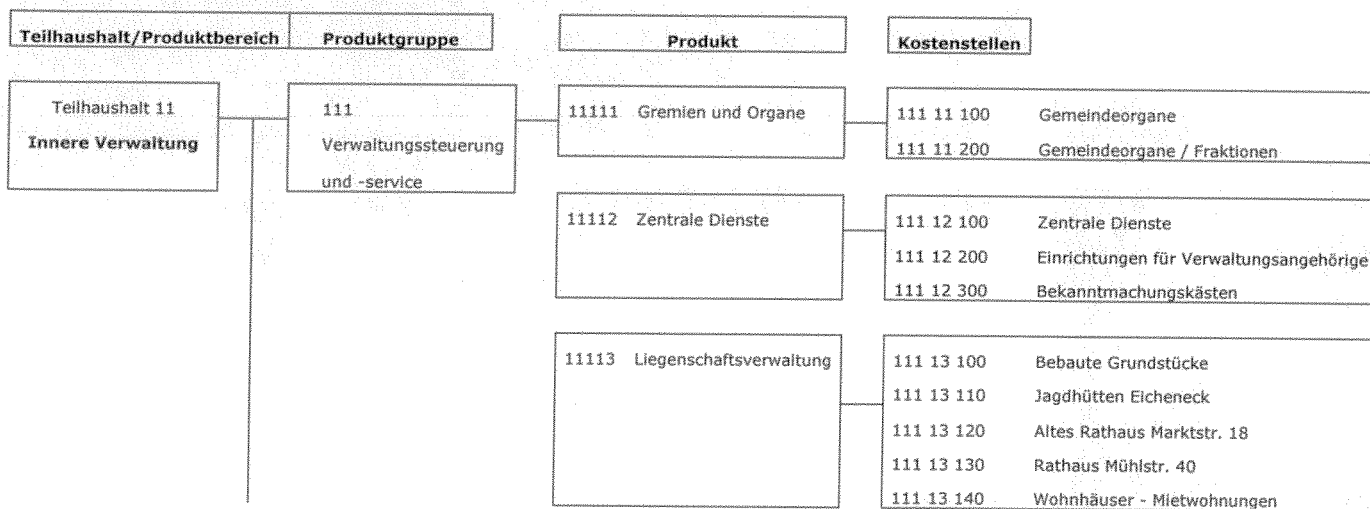 Teilhaushalt/Produktbereich Produktgruppe Produkt Kostenstellen
Teilhaushalt 11
Innere Verwaltung
111
Verwaltungssteuerung
und -service
11111 Gremien und Organe
111 11 100 Gemeindeorgane
111 11 200 Gemeindeorgane / Fraktionen
11112 Zentrale Dienste
111 12 100 Zentrale Dienste
111 12 200 Einrichtungen für Verwaltungsangehörige
111 12 300 Bekanntmachungskästen
11113 Liegenschaftsverwaltung
111 13 100 Bebaute Grundstücke
111 13 110 Jagdhütten Eicheneck
111 13 120 Altes Rathaus Marktstr. 18
111 13 130 Rathaus Mühlstr. 40
111 13 140 Wohnhäuser - Mietwohnungen